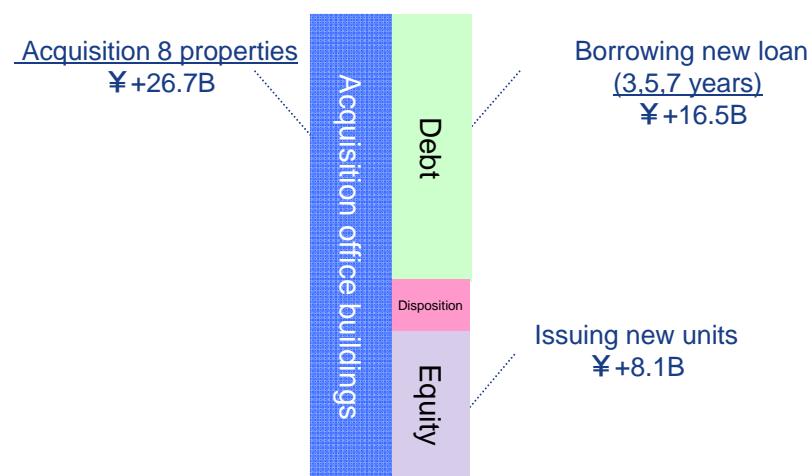 Acquisition 8 properties
¥+26.7B
Acquisition office buildings
Debt
Disposition
Equity
Borrowing new loan
(3,5,7 years)
¥+16.5B
Issuing new units
¥+8.1B